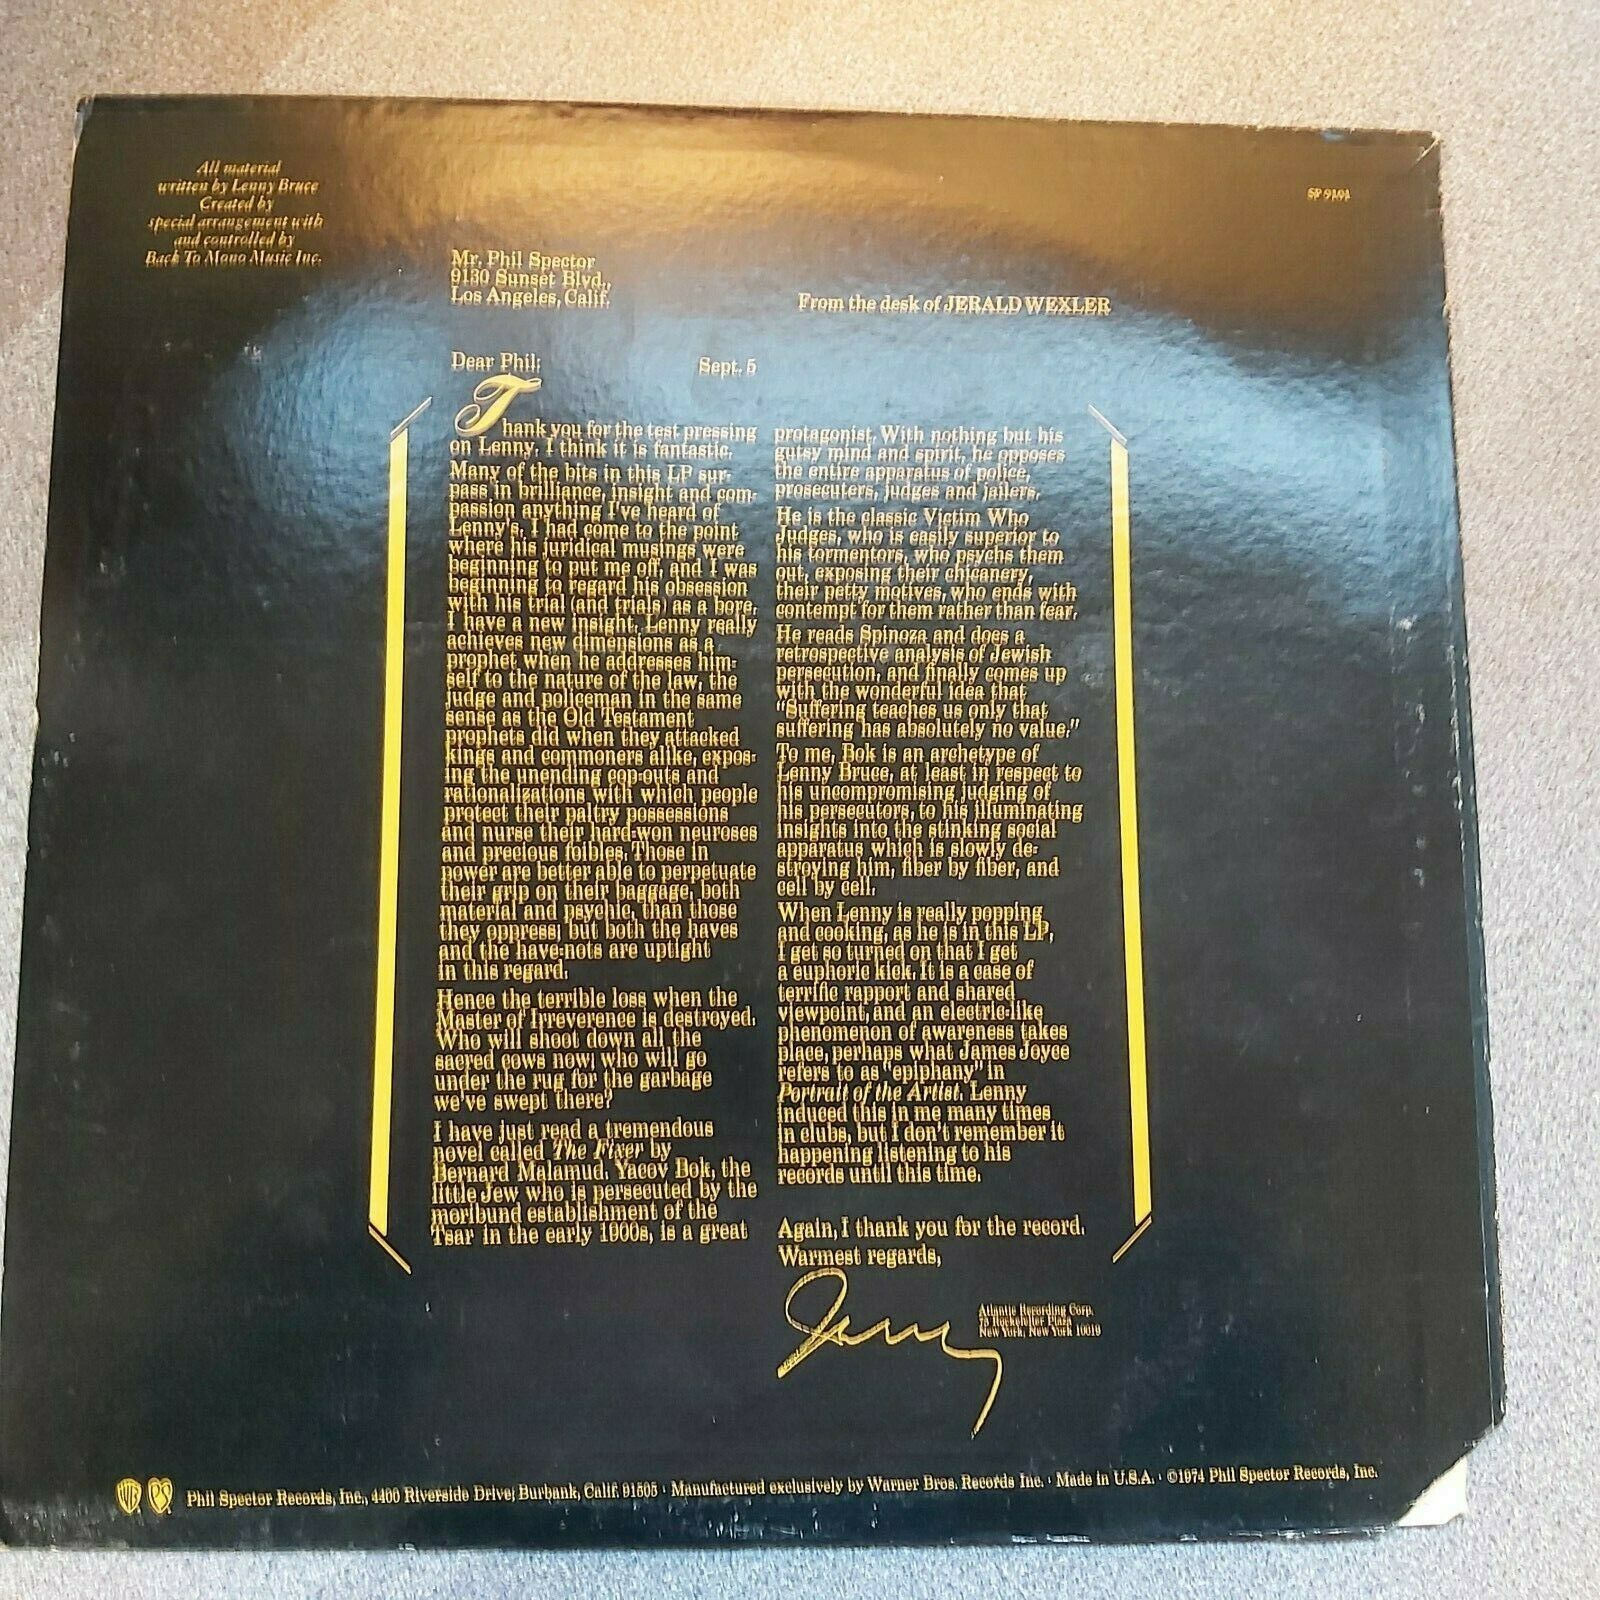 All material
written by Lenny Bruce
Created by
special arrangement with
and controlled by
Back To Mono Music Inc.
SP 9101
Mr. Phil Spector
9130 Sunset Blvd.,
Los Angeles, Calif.
From the desk of JERALD WEXLER
Dear Phil:
Sept. 5
Thank you for the test pressing
on Lenny. I think it is fantastic.
Many of the bits in this LP sur-
pass in brilliance, insight and com-
passion anything I've heard of
Lenny's. I had come to the point
where his juridical musings were
beginning to put me off, and I was
beginning to regard his obsession
with his trial (and trials) as a bore.
I have a new insight. Lenny really
achieves new dimensions as a
prophet when he addresses him-
self to the nature of the law, the
judge and policeman in the same
sense as the Old Testament
prophets did when they attacked
kings and commoners alike, expos-
ing the unending cop-outs and
rationalizations with which people
protect their paltry possessions
and nurse their hard-won neuroses
and precious foibles. Those in
power are better able to perpetuate
their grip on their baggage, both
material and psychic, than those
they oppress; but both the haves
and the have-nots are uptight
in this regard.
Hence the terrible loss when the
Master of Irreverence is destroyed.
Who will shoot down all the
sacred cows now; who will go
under the rug for the garbage
we've swept there?
I have just read a tremendous
novel called The Fixer by
Bernard Malamud. Yacov Bok, the
little Jew who is persecuted by the
moribund establishment of the
Tsar in the early 1900s, is a great
protagonist. With nothing but his
gutsy mind and spirit, he opposes
the entire apparatus of police,
prosecuters, judges and jailers.
He is the classic Victim Who
Judges, who is easily superior to
his tormentors, who psychs them
out, exposing their chicanery,
their petty motives, who ends with
contempt for them rather than fear.
He reads Spinoza and does a
retrospective analysis of Jewish
persecution, and finally comes up
with the wonderful idea that
"Suffering teaches us only that
suffering has absolutely no value."
To me, Bok is an archetype of
Lenny Bruce, at least in respect to
his uncompromising judging of
his persecutors, to his illuminating
insights into the stinking social
apparatus which is slowly de-
stroying him, fiber by fiber, and
cell by cell.
When Lenny is really popping
and cooking, as he is in this LP,
I get so turned on that I get
a euphoric kick. It is a case of
terrific rapport and shared
viewpoint, and an electric-like
phenomenon of awareness takes
place, perhaps what James Joyce
refers to as "epiphany" in
Portrait of the Artist. Lenny
induced this in me many times
in clubs, but I don't remember it
happening listening to his
records until this time.
Again, I thank you for the record.
Warmest regards,
Jerry
Atlantic Recording Corp.
75 Rockefeller Plaza
New York, New York 10019
WB PS Phil Spector Records, Inc., 4400 Riverside Drive; Burbank, Calif. 91505 · Manufactured exclusively by Warner Bros. Records Inc. · Made in U.S.A. · ©1974 Phil Spector Records, Inc.